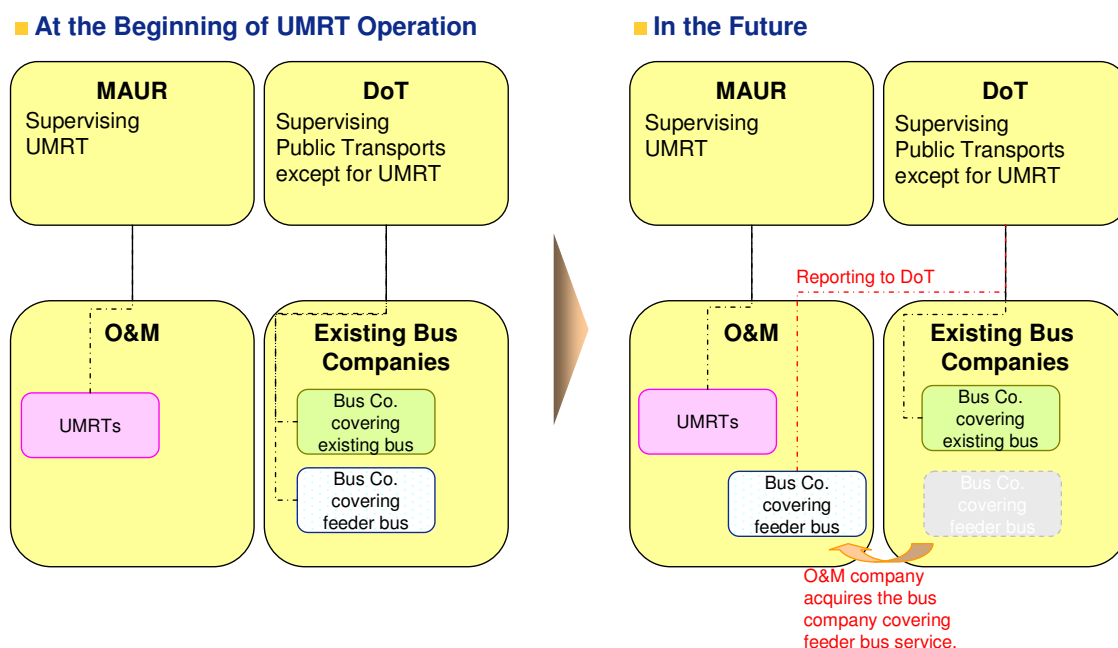 At the Beginning of UMRT Operation
MAUR
Supervising
UMRT
DoT
Supervising
Public Transports
except for UMRT
O&M
UMRTs
Existing Bus
Companies
Bus Co.
covering
existing bus
Bus Co.
covering
feeder bus
In the Future
MAUR
Supervising
UMRT
DoT
Supervising
Public Transports
except for UMRT
Reporting to DoT
O&M
UMRTs
Bus Co.
covering
feeder bus
Existing Bus
Companies
Bus Co.
covering
existing bus
Bus Co.
covering
feeder bus
O&M company
acquires the bus
company covering
feeder bus service.